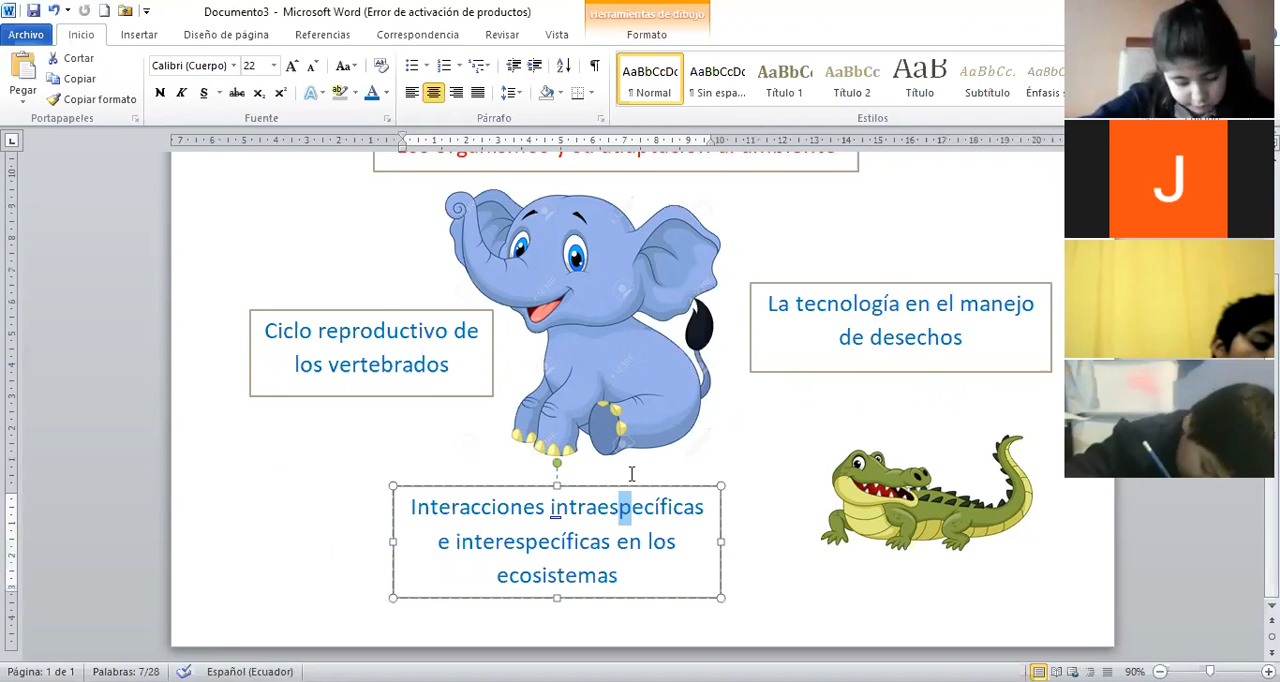 Documento3 - Microsoft Word (Error de activación de productos)
Herramientas de dibujo
Archivo
Inicio
Insertar
Diseño de página
Referencias
Correspondencia
Revisar
Vista
Formato
Pegar
Cortar
Copiar
Copiar formato
Portapapeles
Calibri (Cuerpo)
22
Fuente
Párrafo
AaBbCcDc
¶ Normal
AaBbCcDc
¶ Sin espa...
AaBbC
Título 1
AaBbCc
Título 2
AaB
Título
AaBbCc.
Subtítulo
Énfasis
Estilos
Ciclo reproductivo de
los vertebrados
La tecnología en el manejo
de desechos
Interacciones intraespecíficas
e interespecíficas en los
ecosistemas
J
Página: 1 de 1
Palabras: 7/28
Español (Ecuador)
90%